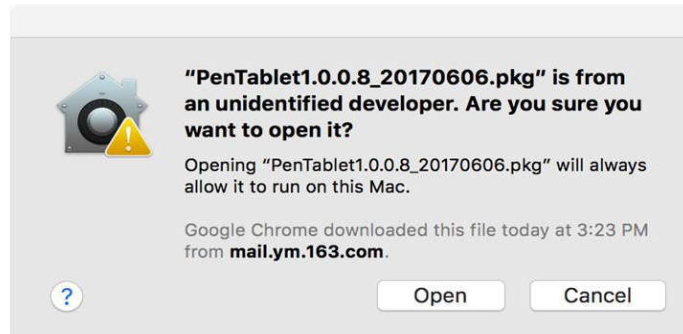 “PenTablet1.0.0.8_20170606.pkg” is from
an unidentified developer. Are you sure you
want to open it?
Opening “PenTablet1.0.0.8_20170606.pkg” will always
allow it to run on this Mac.
Google Chrome downloaded this file today at 3:23 PM
from mail.ym.163.com.
?
Open
Cancel